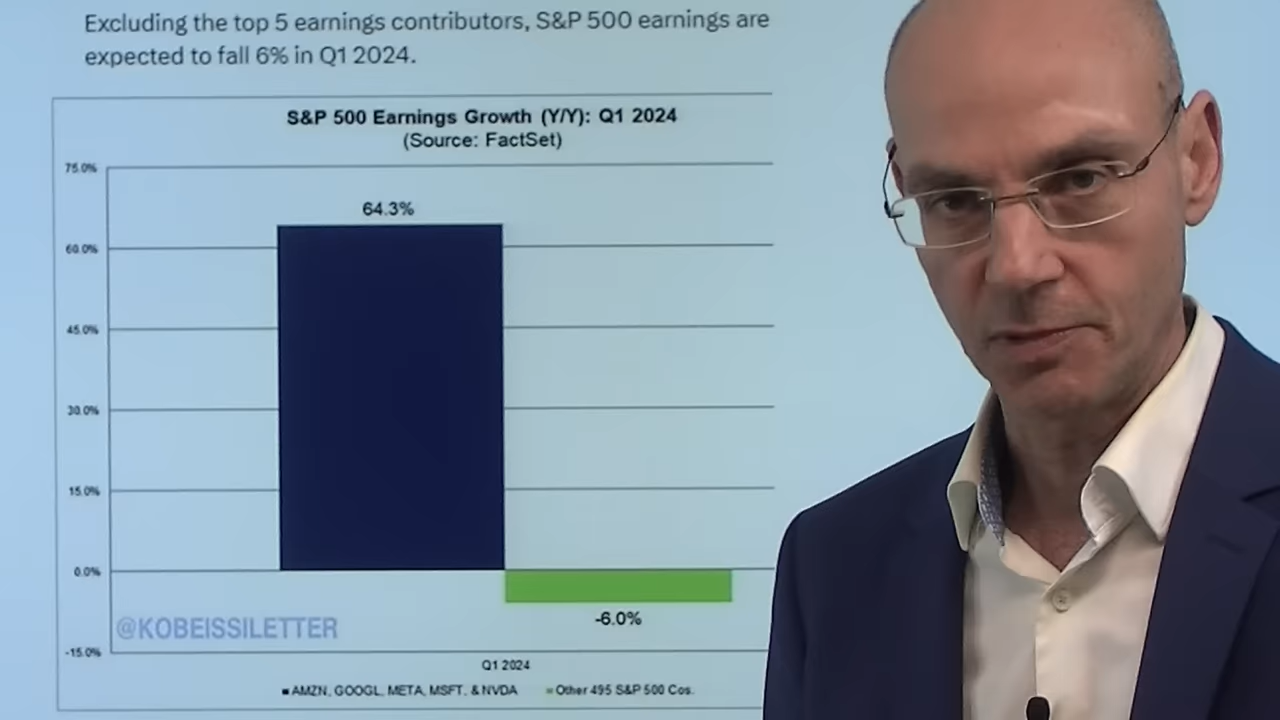 Excluding the top 5 earnings contributors, S&P 500 earnings are
expected to fall 6% in Q1 2024.
S&P 500 Earnings Growth (Y/Y): Q1 2024
(Source: FactSet)
75.0%
64.3%
60.0%
45.0%
30.0%
15.0%
0.0%
-6.0%
@KOBEISSILETTER
-15.0%
Q1 2024
AMZN, GOOGL, META, MSFT, & NVDA
Other 495 S&P 500 Cos.